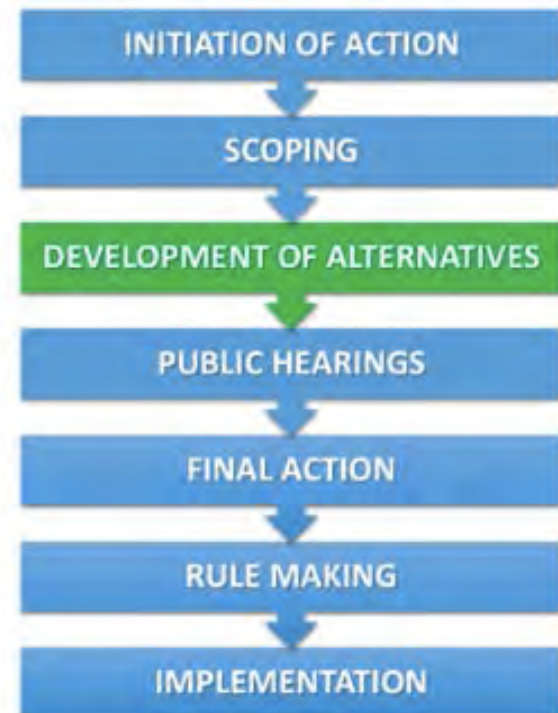 INITIATION OF ACTION
SCOPING
DEVELOPMENT OF ALTERNATIVES
PUBLIC HEARINGS
FINAL ACTION
RULE MAKING
IMPLEMENTATION